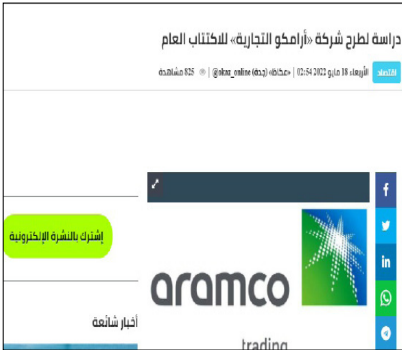 دراسة لطرح شركة «أرامكو التجارية» للاكتتاب العام
اقتصاد الأربعاء 18 مايو 2022 02:54 | «عكاظ» (جدة) okaz_online@ | 825 مشاهدة
إشترك بالنشرة الإلكترونية
aramco
trading
أخبار شائعة